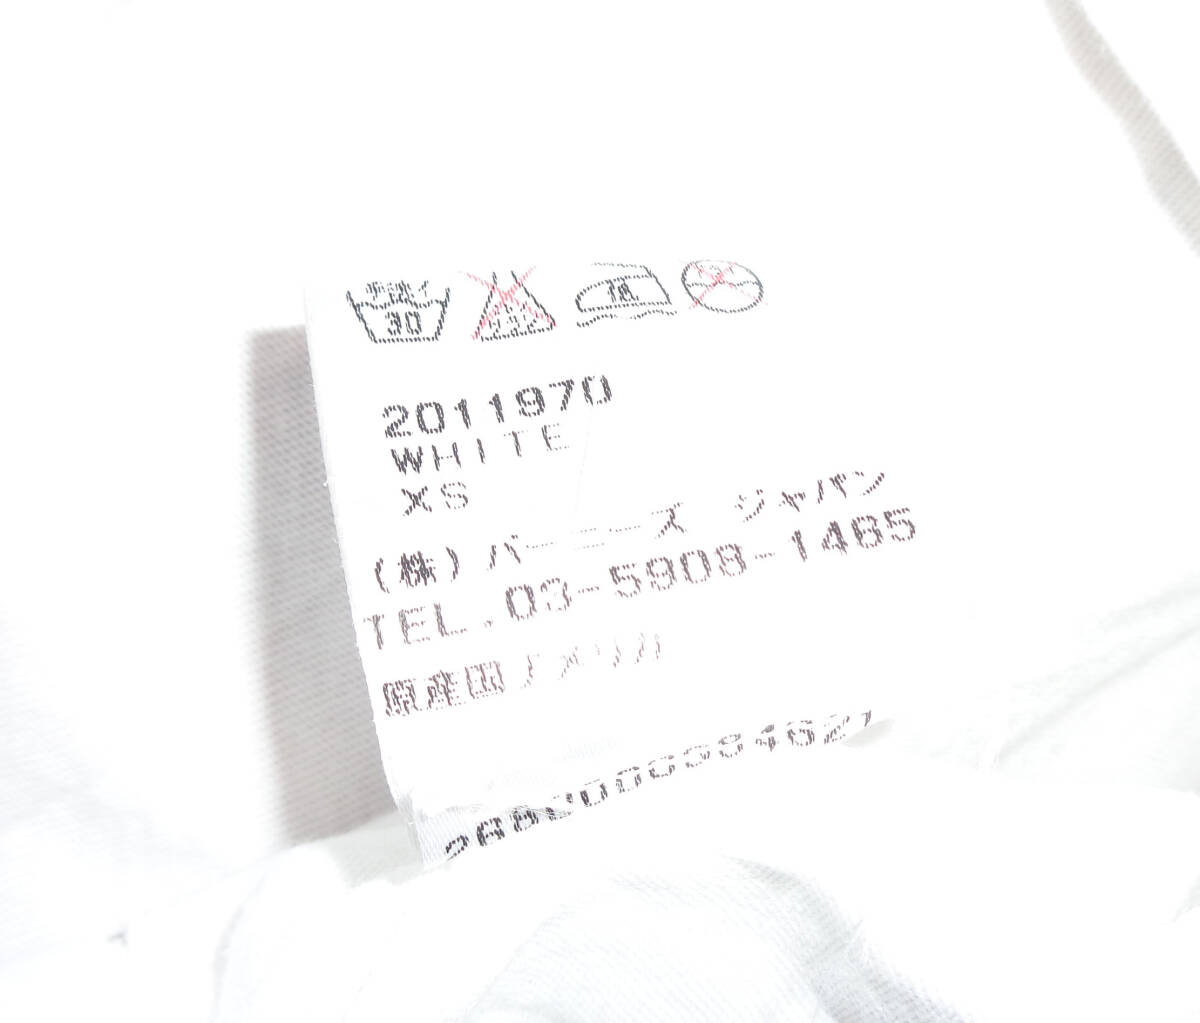 手洗イ
30
2011970
WHITE
XS
(株)バーニーズ ジャパン
TEL.03-5908-1465
原産国アメリカ